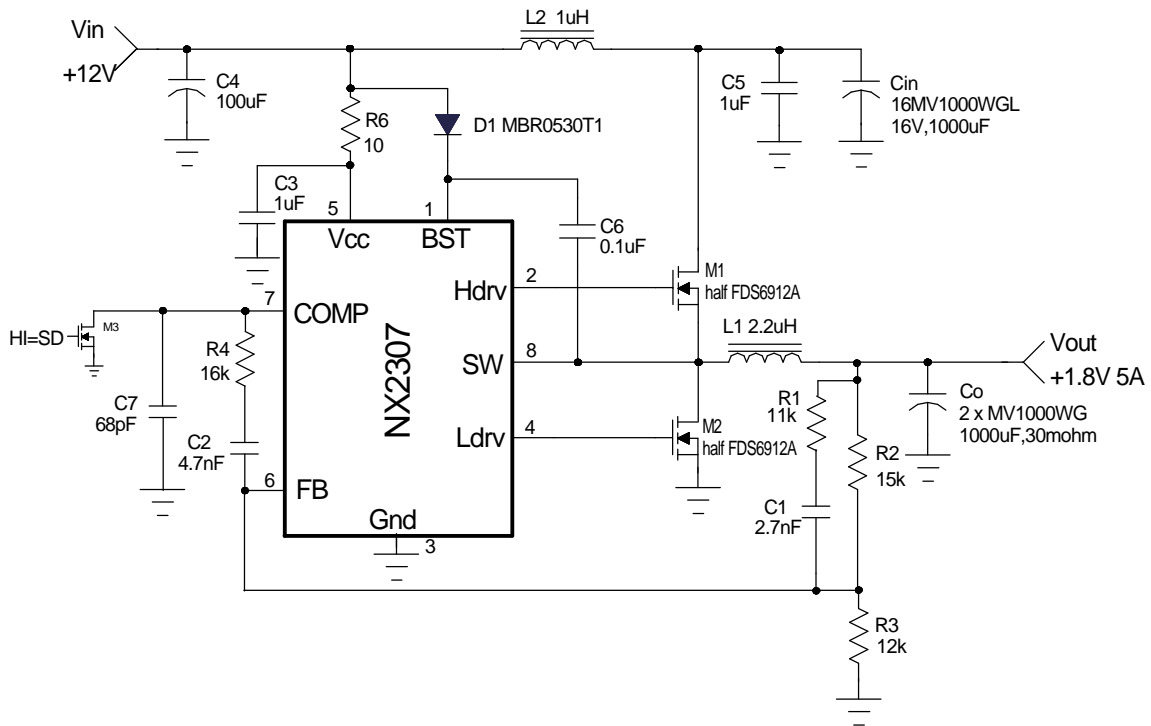 L2 1uH
Vin
+12V
C4
100uF
R6
10
D1 MBR0530T1
C5
1uF
Cin
16MV1000WGL
16V,1000uF
C3
1uF
5
1
Vcc
BST
C6
0.1uF
2
Hdrv
M1
half FDS6912A
7
COMP
HI=SD
M3
R4
16k
NX2307
8
SW
L1 2.2uH
Vout
+1.8V 5A
C7
68pF
C2
4.7nF
4
Ldrv
M2
half FDS6912A
R1
11k
R2
15k
Co
2 x MV1000WG
1000uF,30mohm
6
FB
C1
2.7nF
Gnd
3
R3
12k